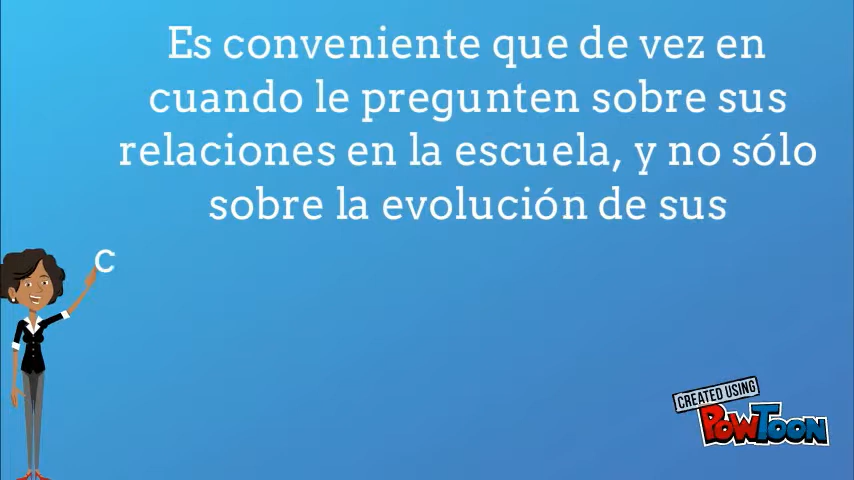 Es conveniente que de vez en
cuando le pregunten sobre sus
relaciones en la escuela, y no sólo
sobre la evolución de sus
c
CREATED USING
POWTOON